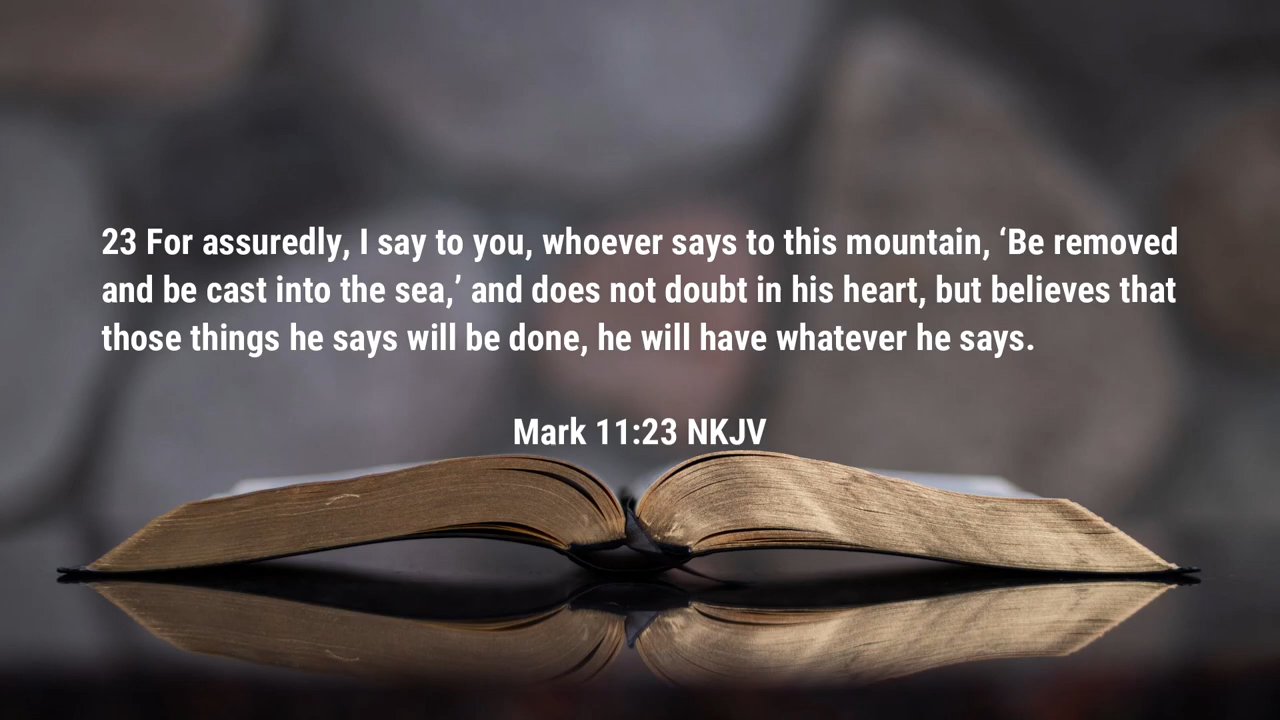 23 For assuredly, I say to you, whoever says to this mountain, ‘Be removed
and be cast into the sea,’ and does not doubt in his heart, but believes that
those things he says will be done, he will have whatever he says.
Mark 11:23 NKJV